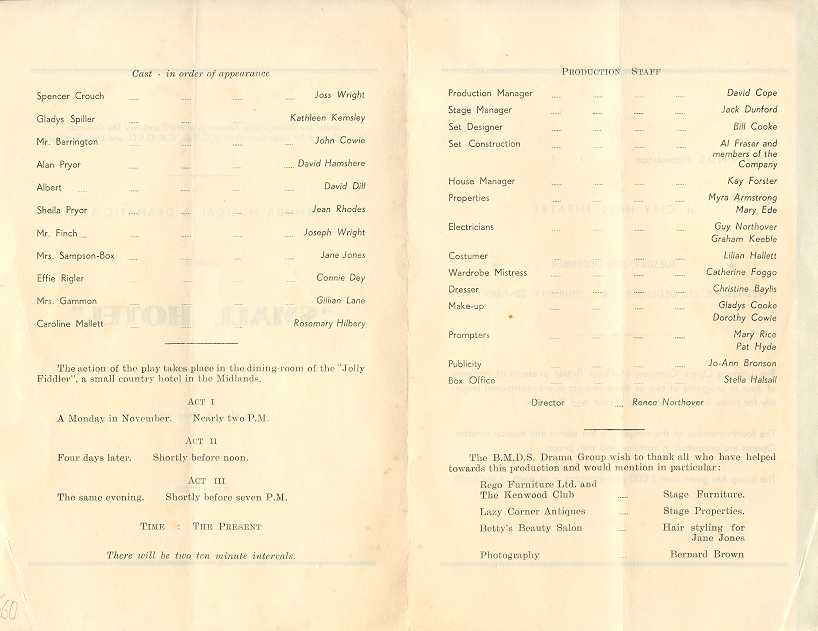 Cast - in order of appearance
Spencer Crouch .... .... .... .... Joss Wright
Gladys Spiller .... .... .... .... Kathleen Kemsley
Mr. Barrington .... .... .... .... John Cowie
Alan Pryor .... .... .... .... David Hamshere
Albert .... .... .... .... David Dill
Sheila Pryor .... .... .... .... Jean Rhodes
Mr. Finch .... .... .... .... Joseph Wright
Mrs. Sampson-Box .... .... .... .... Jane Jones
Effie Rigler .... .... .... .... Connie Dey
Mrs. Gammon .... .... .... .... Gillian Lane
Caroline Mallett .... .... .... .... Rosemary Hilbery
The action of the play takes place in the dining-room of the "Jolly
Fiddler", a small country hotel in the Midlands.
ACT I
A Monday in November. Nearly two P.M.
ACT II
Four days later. Shortly before noon.
ACT III
The same evening. Shortly before seven P.M.
TIME : THE PRESENT
There will be two ten minute intervals.
60
PRODUCTION STAFF
Production Manager .... .... .... .... David Cope
Stage Manager .... .... .... .... Jack Dunford
Set Designer .... .... .... .... Bill Cooke
Set Construction .... .... .... .... Al Fraser and
members of the
Company
House Manager .... .... .... .... Kay Forster
Properties .... .... .... .... Myra Armstrong
Mary Ede
Electricians .... .... .... .... Guy Northover
Graham Keeble
Costumer .... .... .... .... Lilian Hallett
Wardrobe Mistress .... .... .... .... Catherine Foggo
Dresser .... .... .... .... Christine Baylis
Make-up .... .... .... .... Gladys Cooke
Dorothy Cowie
Prompters .... .... .... .... Mary Rice
Pat Hyde
Publicity .... .... .... .... Jo-Ann Bronson
Box Office .... .... .... .... Stella Halsall
Director .... Renee Northover
The B.M.D.S. Drama Group wish to thank all who have helped
towards this production and would mention in particular:
Rego Furniture Ltd. and
The Kenwood Club .... Stage Furniture.
Lazy Corner Antiques .... Stage Properties.
Betty's Beauty Salon .... Hair styling for
Jane Jones
Photography .... Bernard Brown